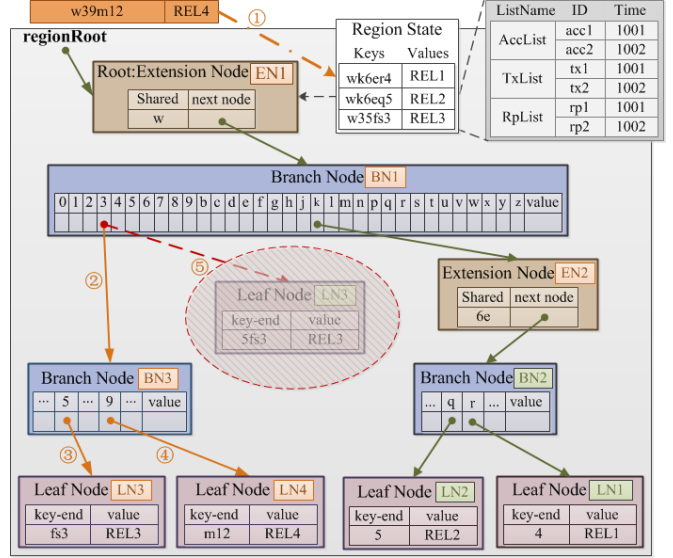 w39m12 REL4
①
regionRoot
Region State
Keys Values
wk6er4 REL1
wk6eq5 REL2
w35fs3 REL3
ListName ID Time
AccList acc1 1001
acc2 1002
TxList tx1 1001
tx2 1002
RpList rp1 1001
rp2 1002
Root:Extension Node EN1
Shared next node
w
Branch Node BN1
0 1 2 3 4 5 6 7 8 9 b c d e f g h j k l m n p q r s t u v w x y z value
②
⑤
Leaf Node LN3
key-end value
5fs3 REL3
Extension Node EN2
Shared next node
6e
Branch Node BN3
... 5 ... 9 ... value
Branch Node BN2
... q r ... value
③
④
Leaf Node LN3
key-end value
fs3 REL3
Leaf Node LN4
key-end value
m12 REL4
Leaf Node LN2
key-end value
5 REL2
Leaf Node LN1
key-end value
4 REL1